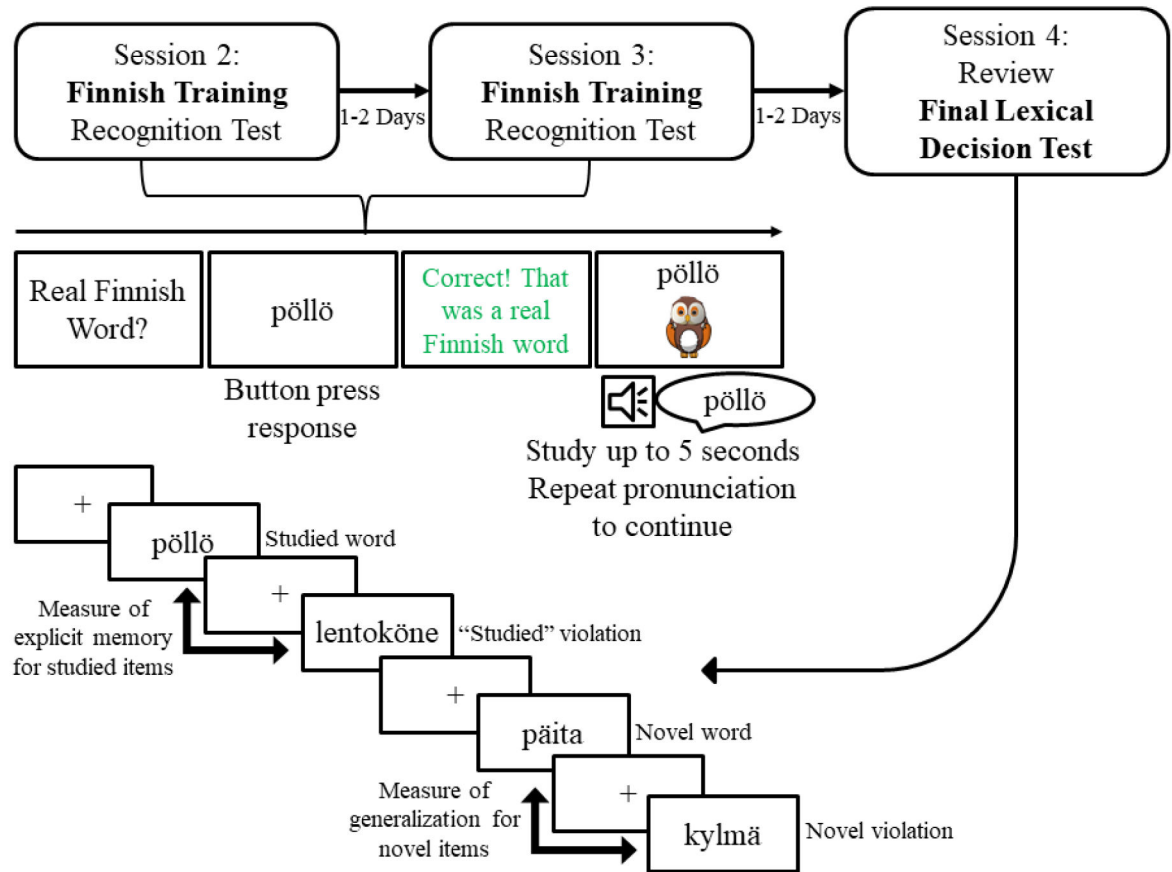 Session 2:
Finnish Training
Recognition Test
1-2 Days
Session 3:
Finnish Training
Recognition Test
1-2 Days
Session 4:
Review
Final Lexical
Decision Test
Real Finnish
Word?
pöllö
Button press
response
Correct! That
was a real
Finnish word
pöllö
pöllö
Study up to 5 seconds
Repeat pronunciation
to continue
+
pöllö
Studied word
+
Measure of
explicit memory
for studied items
lentoköne
“Studied” violation
+
päita
Novel word
+
Measure of
generalization for
novel items
kylmä
Novel violation